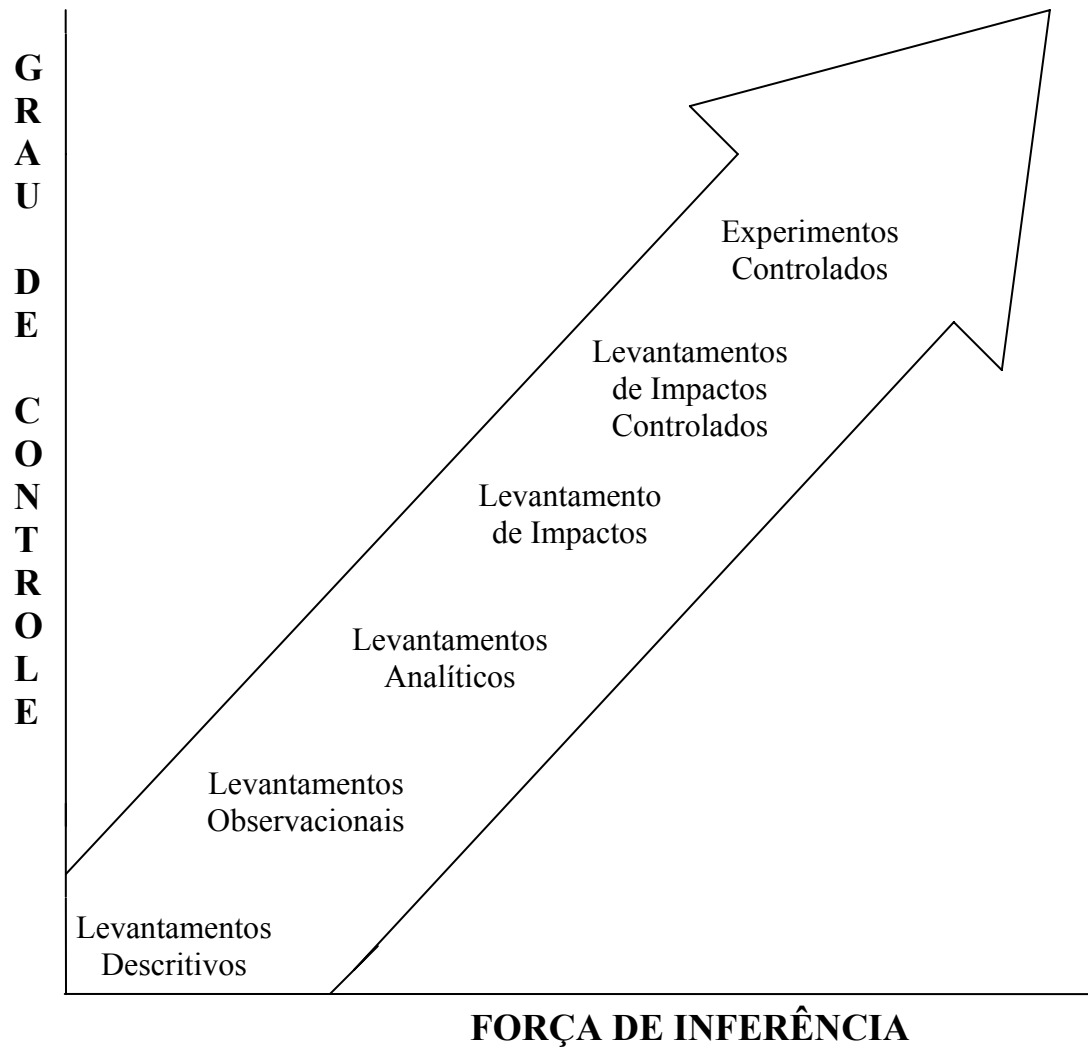 GRAU DE CONTROLE
Experimentos
Controlados
Levantamentos
de Impactos
Controlados
Levantamento
de Impactos
Levantamentos
Analíticos
Levantamentos
Observacionais
Levantamentos
Descritivos
FORÇA DE INFERÊNCIA